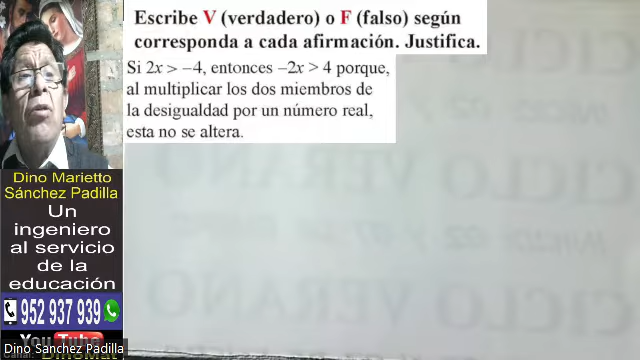 Escribe V (verdadero) o F (falso) según
corresponda a cada afirmación. Justifica.
Si 2x > −4, entonces −2x > 4 porque,
al multiplicar los dos miembros de
la desigualdad por un número real,
esta no se altera.
Dino Marietto
Sánchez Padilla
Un
ingeniero
al servicio
de la
educación
952 937 939
You Tube
Dino Sanchez Padilla